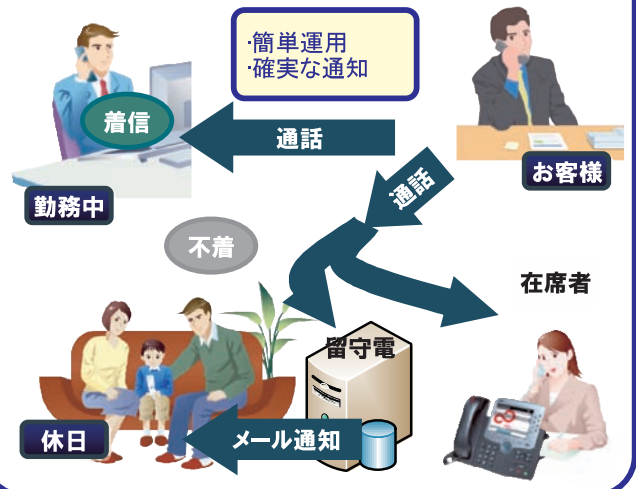 ・簡単運用
・確実な通知
着信
通話
お客様
勤務中
通話
不着
在席者
留守電
休日
メール通知